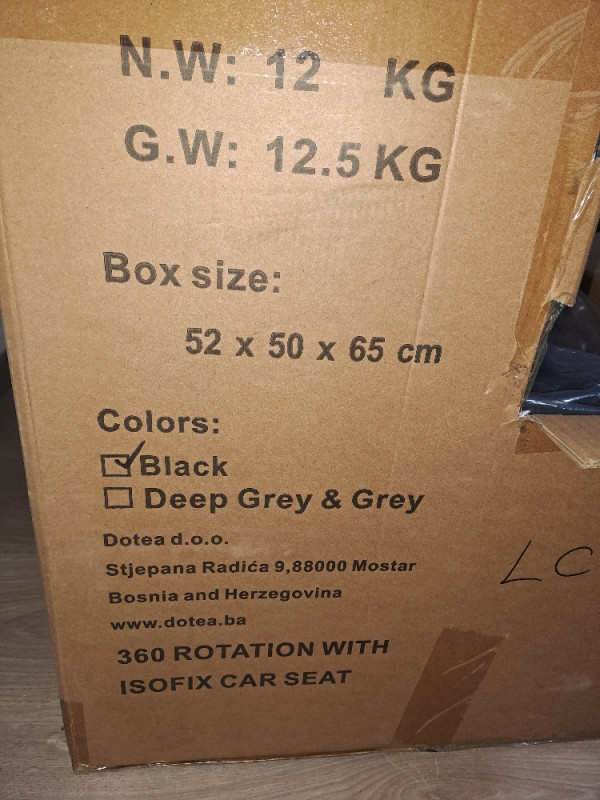 N.W: 12 KG
G.W: 12.5 KG
Box size:
52 x 50 x 65 cm
Colors:
Black
Deep Grey & Grey
Dotea d.o.o.
Stjepana Radića 9,88000 Mostar
Bosnia and Herzegovina
www.dotea.ba
360 ROTATION WITH
ISOFIX CAR SEAT
LC